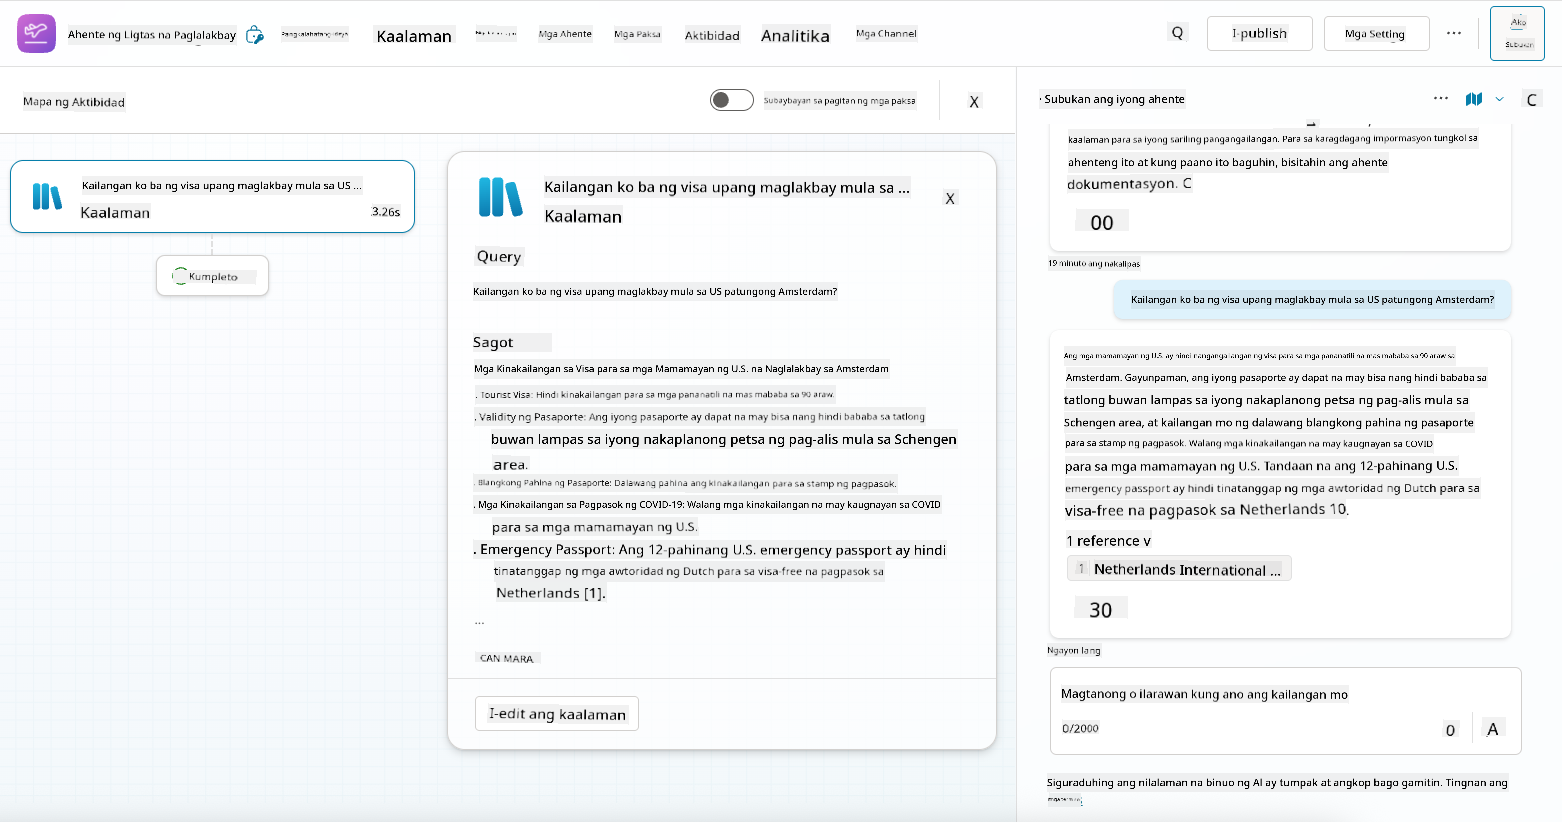 Ahente ng Ligtas na Paglalakbay
Kaalaman
Mga Ahente
Mga Paksa
Aktibidad
Analitika
Mga Channel
Q
I-publish
Mga Setting
...
Ako
Subukan
Mapa ng Aktibidad
Subaybayan sa pagitan ng mga paksa
X
Kailangan ko ba ng visa upang maglakbay mula sa US ...
Kaalaman
3.26s
Kumpleto
Kailangan ko ba ng visa upang maglakbay mula sa ...
Kaalaman
X
Query
Kailangan ko ba ng visa upang maglakbay mula sa US patungong Amsterdam?
Sagot
Mga Kinakailangan sa Visa para sa mga Mamamayan ng U.S. na Naglalakbay sa Amsterdam
. Tourist Visa: Hindi kinakailangan para sa mga pananatili na mas mababa sa 90 araw.
. Validity ng Pasaporte: Ang iyong pasaporte ay dapat na may bisa nang hindi bababa sa tatlong
buwan lampas sa iyong nakaplanong petsa ng pag-alis mula sa Schengen
area.
. Blangkong Pahina ng Pasaporte: Dalawang pahina ang kinakailangan para sa stamp ng pagpasok.
. Mga Kinakailangan sa Pagpasok ng COVID-19: Walang mga kinakailangan na may kaugnayan sa COVID
para sa mga mamamayan ng U.S.
. Emergency Passport: Ang 12-pahinang U.S. emergency passport ay hindi
tinatanggap ng mga awtoridad ng Dutch para sa visa-free na pagpasok sa
Netherlands [1].
...
CAN MARA
I-edit ang kaalaman
· Subukan ang iyong ahente
...
C
kaalaman para sa iyong sariling pangangailangan. Para sa karagdagang impormasyon tungkol sa
ahenteng ito at kung paano ito baguhin, bisitahin ang ahente
dokumentasyon. C
00
19 minuto ang nakalipas
Kailangan ko ba ng visa upang maglakbay mula sa US patungong Amsterdam?
Ang mga mamamayan ng U.S. ay hindi nangangailangan ng visa para sa mga pananatili na mas mababa sa 90 araw sa
Amsterdam. Gayunpaman, ang iyong pasaporte ay dapat na may bisa nang hindi bababa sa
tatlong buwan lampas sa iyong nakaplanong petsa ng pag-alis mula sa
Schengen area, at kailangan mo ng dalawang blangkong pahina ng pasaporte
para sa stamp ng pagpasok. Walang mga kinakailangan na may kaugnayan sa COVID
para sa mga mamamayan ng U.S. Tandaan na ang 12-pahinang U.S.
emergency passport ay hindi tinatanggap ng mga awtoridad ng Dutch para sa
visa-free na pagpasok sa Netherlands 10.
1 reference v
1 Netherlands International ...
30
Ngayon lang
Magtanong o ilarawan kung ano ang kailangan mo
0/2000
0
A
Siguraduhing ang nilalaman na binuo ng AI ay tumpak at angkop bago gamitin. Tingnan ang